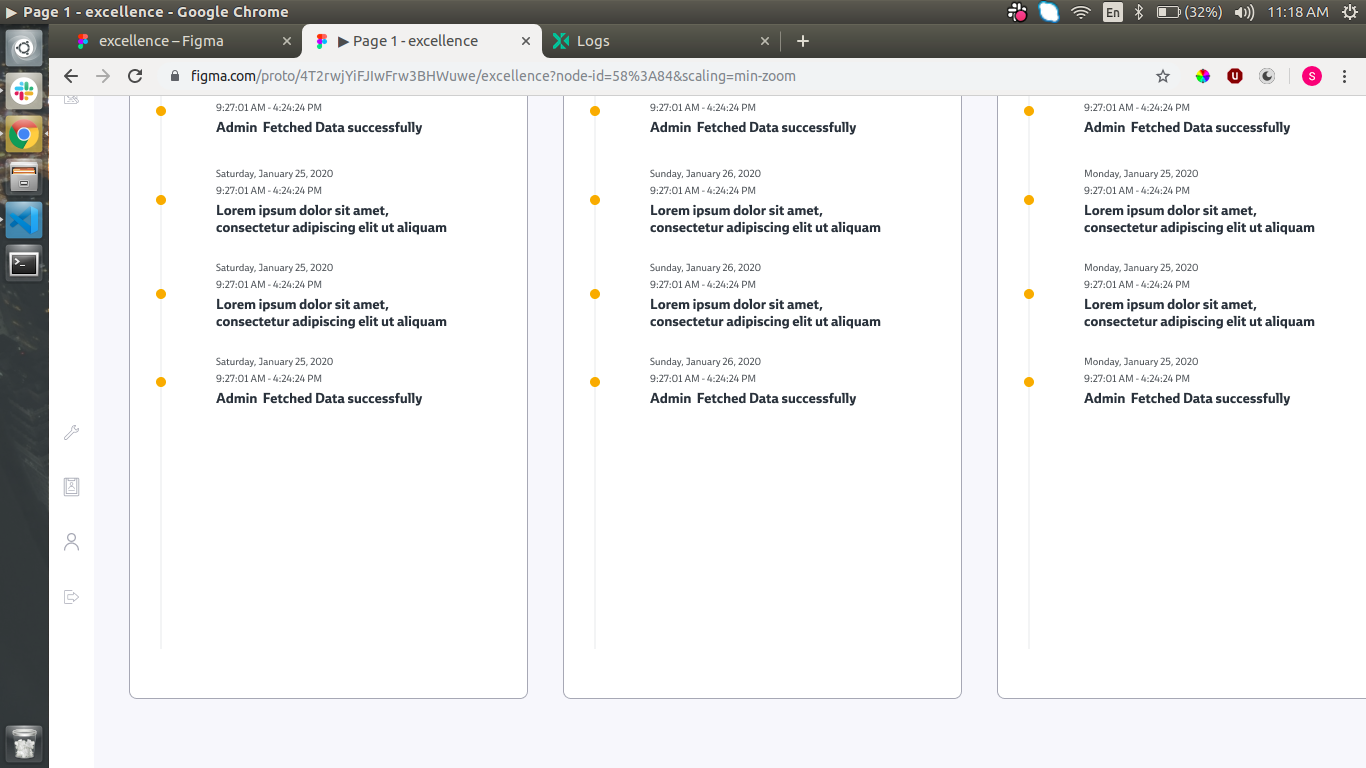 ▶ Page 1 - excellence - Google Chrome
En
(32%)
11:18 AM
excellence – Figma
▶ Page 1 - excellence
Logs
figma.com/proto/4T2rwjYiFJIwFrw3BHWuwe/excellence?node-id=58%3A84&scaling=min-zoom
S
9:27:01 AM - 4:24:24 PM
Admin  Fetched Data successfully
Saturday, January 25, 2020
9:27:01 AM - 4:24:24 PM
Lorem ipsum dolor sit amet,
consectetur adipiscing elit ut aliquam
Saturday, January 25, 2020
9:27:01 AM - 4:24:24 PM
Lorem ipsum dolor sit amet,
consectetur adipiscing elit ut aliquam
Saturday, January 25, 2020
9:27:01 AM - 4:24:24 PM
Admin  Fetched Data successfully
9:27:01 AM - 4:24:24 PM
Admin  Fetched Data successfully
Sunday, January 26, 2020
9:27:01 AM - 4:24:24 PM
Lorem ipsum dolor sit amet,
consectetur adipiscing elit ut aliquam
Sunday, January 26, 2020
9:27:01 AM - 4:24:24 PM
Lorem ipsum dolor sit amet,
consectetur adipiscing elit ut aliquam
Sunday, January 26, 2020
9:27:01 AM - 4:24:24 PM
Admin  Fetched Data successfully
9:27:01 AM - 4:24:24 PM
Admin  Fetched Data successfully
Monday, January 25, 2020
9:27:01 AM - 4:24:24 PM
Lorem ipsum dolor sit amet,
consectetur adipiscing elit ut aliquam
Monday, January 25, 2020
9:27:01 AM - 4:24:24 PM
Lorem ipsum dolor sit amet,
consectetur adipiscing elit ut aliquam
Monday, January 25, 2020
9:27:01 AM - 4:24:24 PM
Admin  Fetched Data successfully